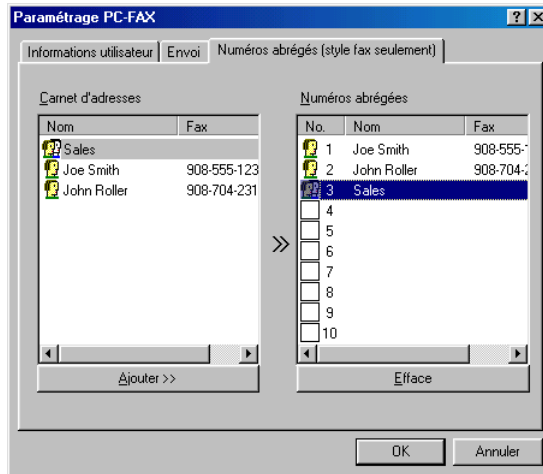 Paramétrage PC-FAX
Informations utilisateur Envoi Numéros abrégés (style fax seulement)
Carnet d'adresses Numéros abrégées
Nom Fax No. Nom Fax
Sales 1 Joe Smith 908-555-
Joe Smith 908-555-123 2 John Roller 908-704-
John Roller 908-704-231 3 Sales
4
5
6
7
8
9
10
Ajouter >> Efface
OK Annuler